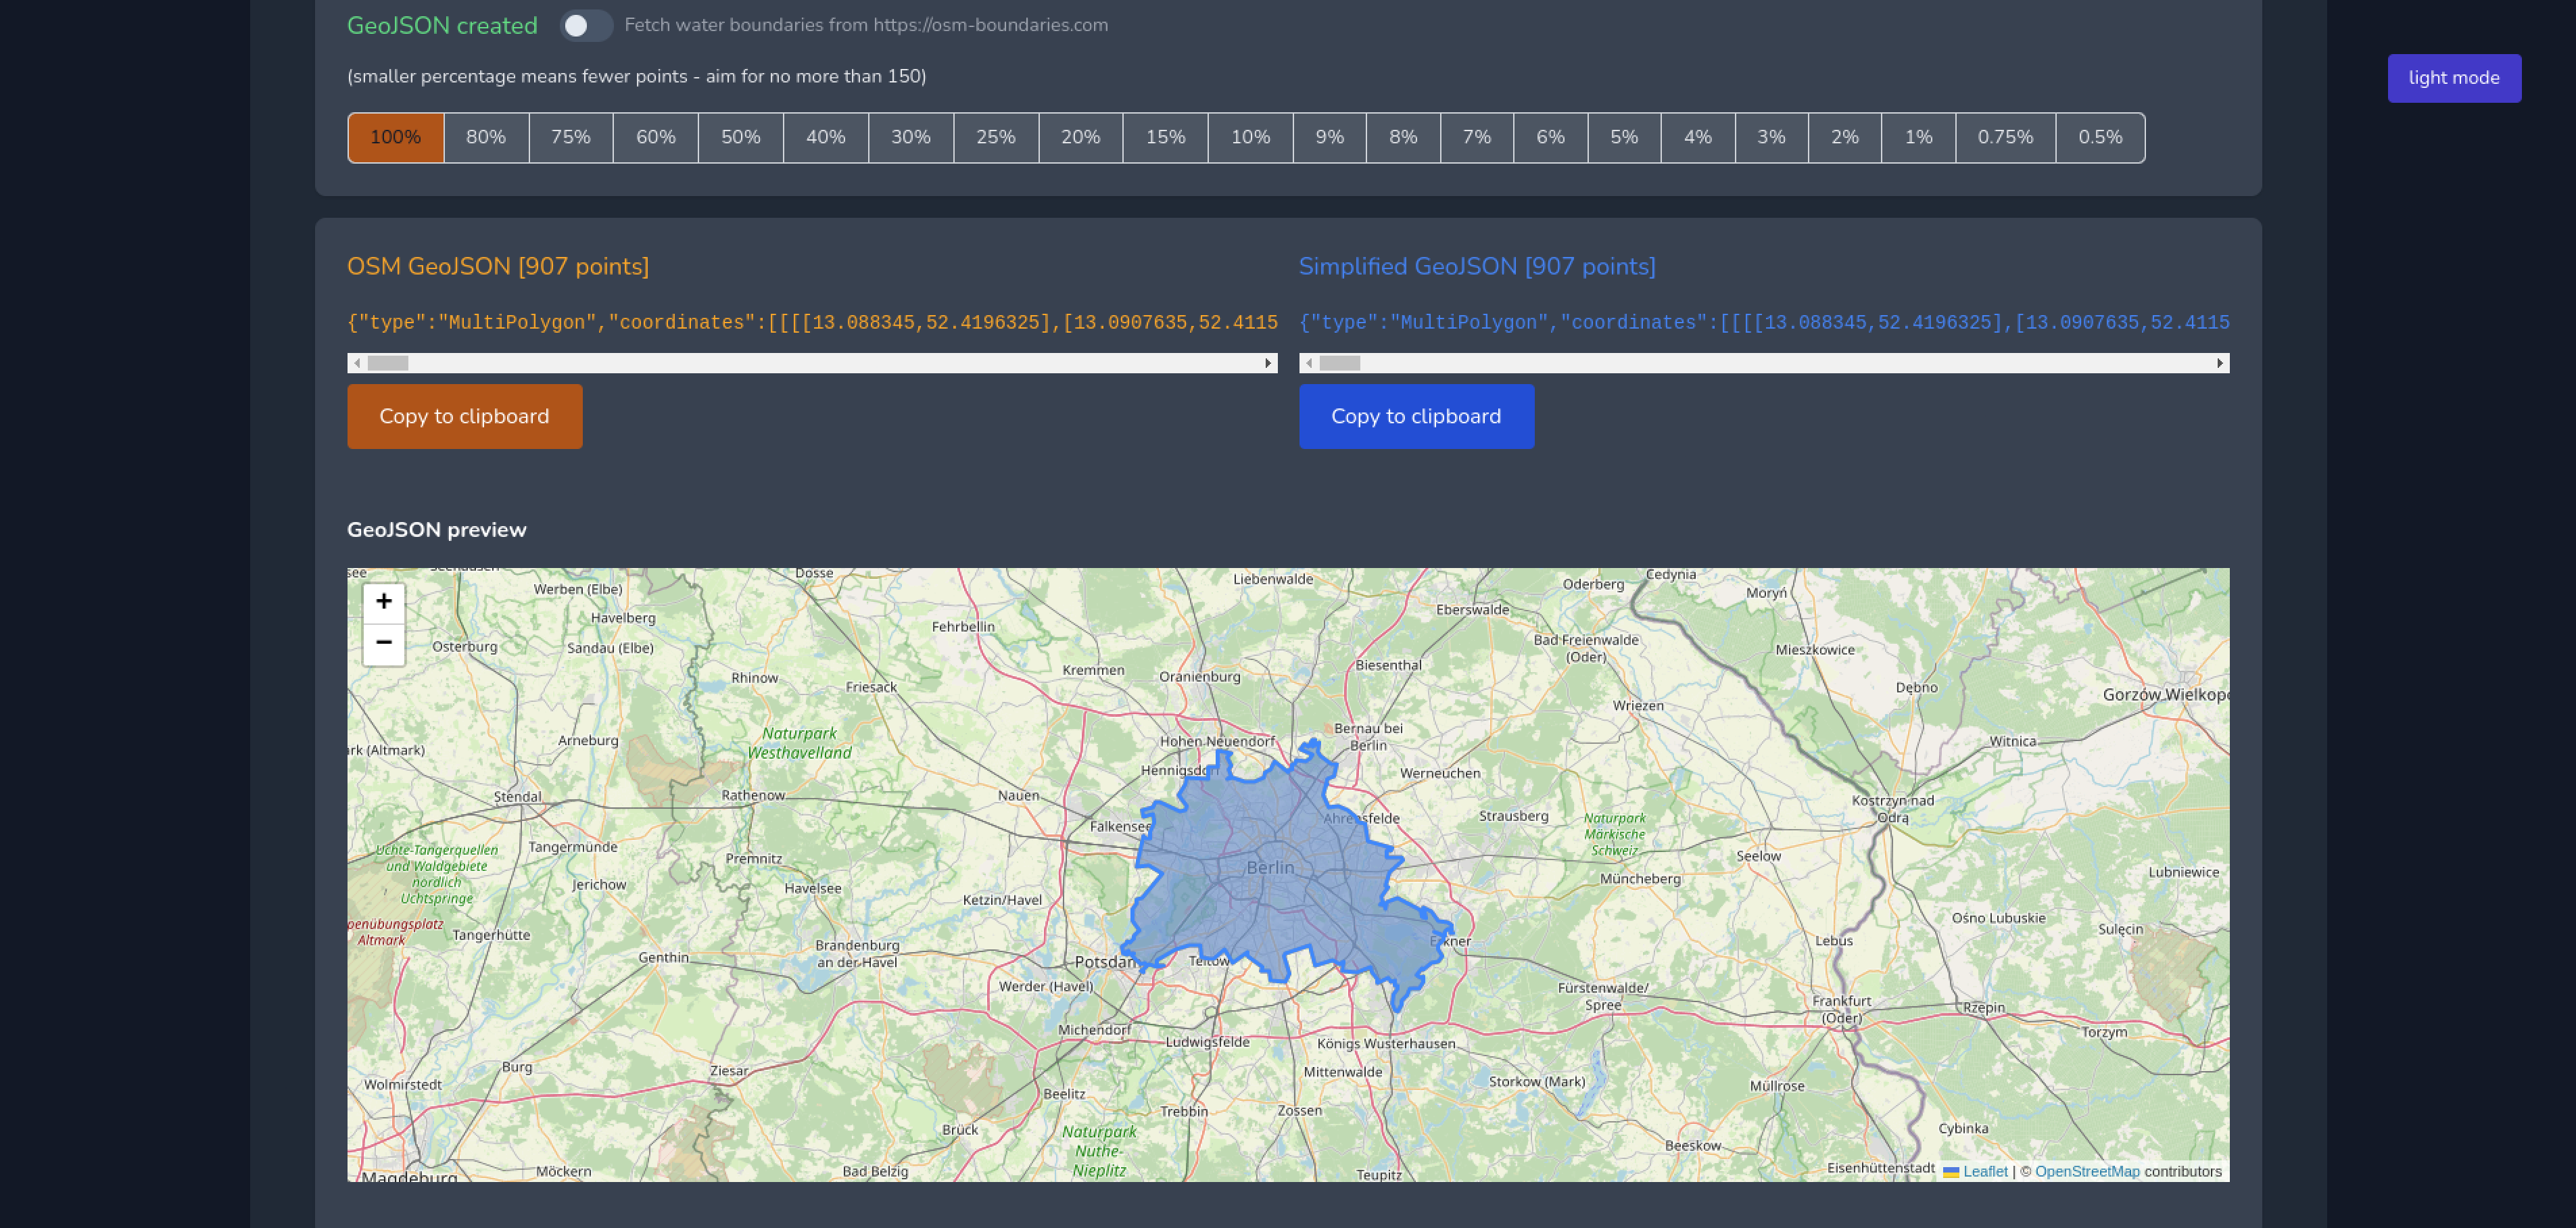 GeoJSON created
Fetch water boundaries from https://osm-boundaries.com
light mode
(smaller percentage means fewer points - aim for no more than 150)
100% 80% 75% 60% 50% 40% 30% 25% 20% 15% 10% 9% 8% 7% 6% 5% 4% 3% 2% 1% 0.75% 0.5%
OSM GeoJSON [907 points]
{"type":"MultiPolygon","coordinates":[[[[13.088345,52.4196325],[13.0907635,52.4115
Copy to clipboard
Simplified GeoJSON [907 points]
{"type":"MultiPolygon","coordinates":[[[[13.088345,52.4196325],[13.0907635,52.4115
Copy to clipboard
GeoJSON preview
+
−
see
Dosse
Liebenwalde
Oderberg
Cedynia
Werben (Elbe)
Moryń
Havelberg
Eberswalde
Fehrbellin
Osterburg
Sandau (Elbe)
Bad Freienwalde
(Oder)
Mieszkowice
Kremmen
Biesenthal
Rhinow
Oranienburg
Friesack
Dębno
Gorzów Wielkopo
Wriezen
Naturpark
Westhavelland
Bernau bei
Berlin
Arneburg
Hohen Neuendorf
Witnica
rk (Altmark)
Hennigsdo
Werneuchen
Stendal
Rathenow
Nauen
Kostrzyn nad
Odrą
Strausberg
Naturpark
Märkische
Schweiz
Ahrensfelde
Falkensee
Uchte-Tangerquellen
und Waldgebiete
nördlich
Uchtspringe
Tangermünde
Premnitz
Seelow
Berlin
Lubniewice
Jerichow
Havelsee
Müncheberg
Ketzin/Havel
Ośno Lubuskie
penübungsplatz
Altmark
Tangerhütte
Sulęcin
Brandenburg
an der Havel
Erkner
Lebus
Genthin
Potsdam
Teltow
Werder (Havel)
Fürstenwalde/
Spree
Frankfurt
(Oder)
Rzepin
Michendorf
Torzym
Ludwigsfelde
Königs Wusterhausen
Burg
Ziesar
Mittenwalde
Wolmirstedt
Storkow (Mark)
Müllrose
Beelitz
Trebbin
Zossen
Brück
Naturpark
Nuthe-
Nieplitz
Cybinka
Beeskow
Möckern
Bad Belzig
Teupitz
Eisenhüttenstadt
Magdeburg
Leaflet | © OpenStreetMap contributors